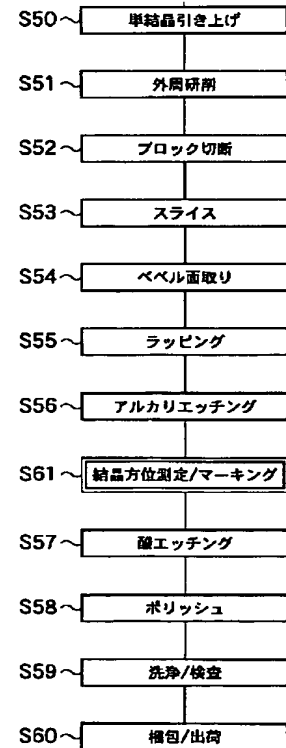 S50 単結晶引き上げ
S51 外周研削
S52 ブロック切断
S53 スライス
S54 ベベル面取り
S55 ラッピング
S56 アルカリエッチング
S61 結晶方位測定/マーキング
S57 酸エッチング
S58 ポリッシュ
S59 洗浄/検査
S60 梱包/出荷